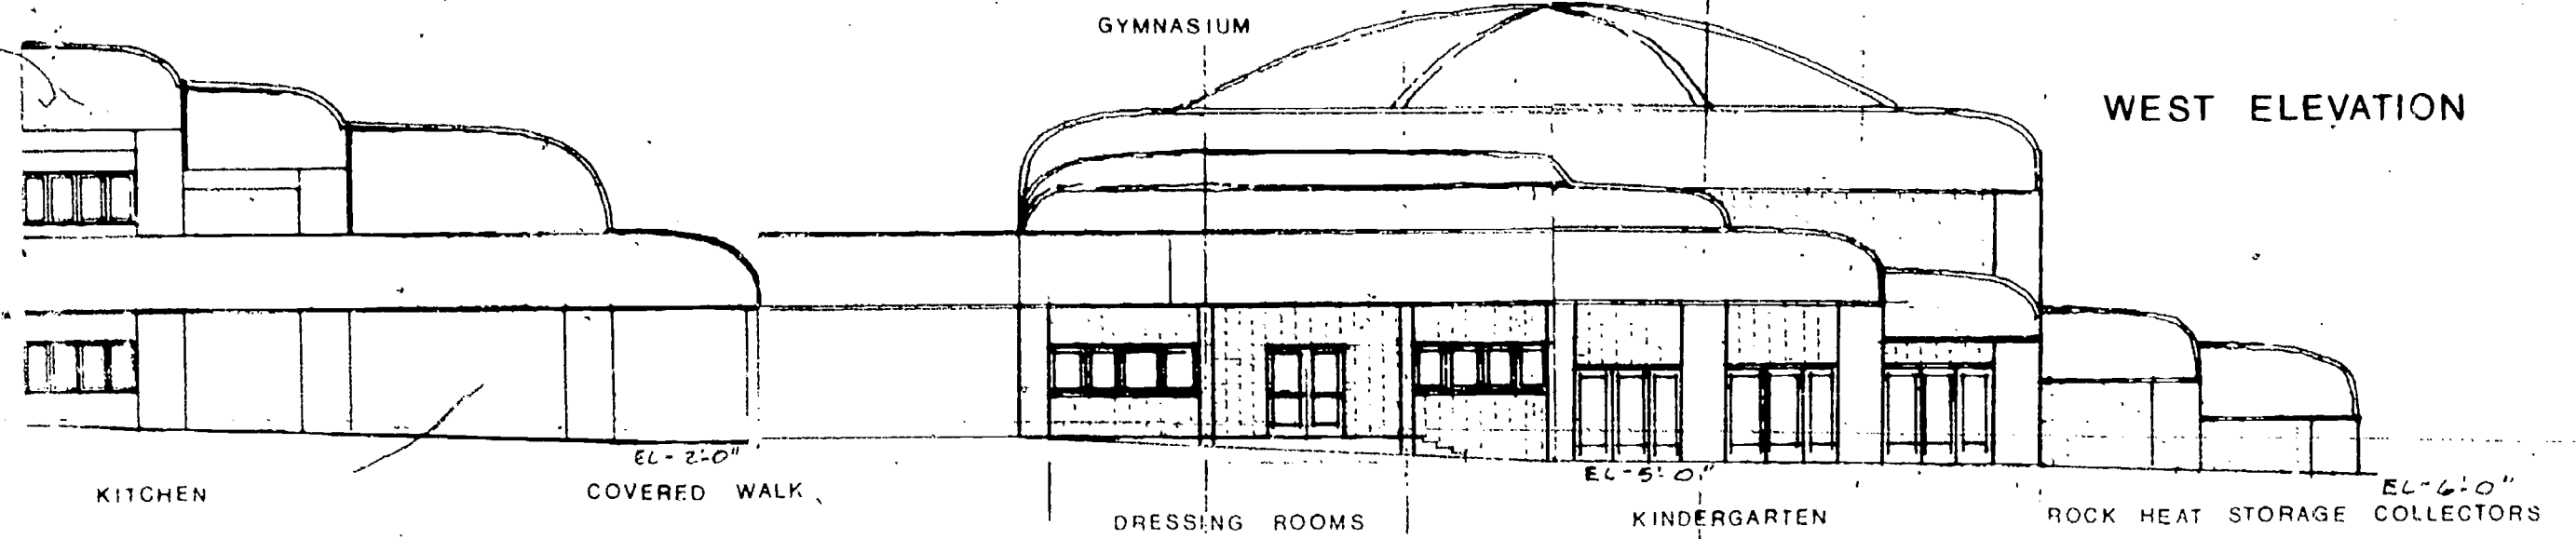 GYMNASIUM
WEST ELEVATION
EL-2'-0"
EL-5'-0"
EL-6'-0"
KITCHEN
COVERED WALK
DRESSING ROOMS
KINDERGARTEN
ROCK HEAT STORAGE COLLECTORS